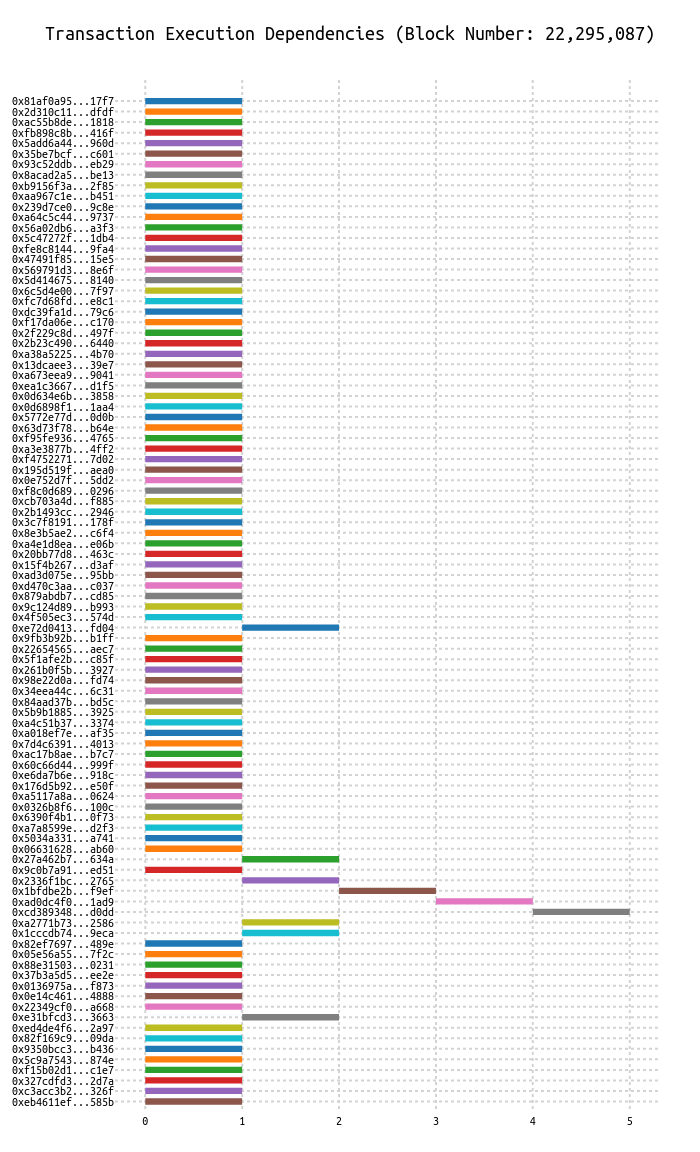 Transaction Execution Dependencies (Block Number: 22,295,087)
0x81af0a95...17f7
0x2d310c11...dfdf
0xac55b8de...1818
0xfb898c8b...416f
0x5add6a44...960d
0x35be7bcf...c601
0x93c52ddb...eb29
0x8acad2a5...be13
0xb9156f3a...2f85
0xaa967c1e...b451
0x239d7ce0...9c8e
0xa64c5c44...9737
0x56a02db6...a3f3
0x5c47272f...1db4
0xfe8c8144...9fa4
0x47491f85...15e5
0x569791d3...8e6f
0x5d414675...8140
0x6c5d4e00...7f97
0xfc7d68fd...e8c1
0xdc39fa1d...79c6
0xf17da06e...c170
0x2f229c8d...497f
0x2b23c490...6440
0xa38a5225...4b70
0x13dcaee3...39e7
0xa673eea9...9041
0xea1c3667...d1f5
0x0d634e6b...3858
0x0d6898f1...1aa4
0x5772e77d...0d0b
0x63d73f78...b64e
0xf95fe936...4765
0xa3e3877b...4ff2
0xf4752271...7d02
0x195d519f...aea0
0x0e752d7f...5dd2
0xf8c0d689...0296
0xcb703a4d...f885
0x2b1493cc...2946
0x3c7f8191...178f
0x8e3b5ae2...c6f4
0xa4e1d8ea...e06b
0x20bb77d8...463c
0x15f4b267...d3af
0xad3d075e...95bb
0xd470c3aa...c037
0x879abdb7...cd85
0x9c124d89...b993
0x4f505ec3...574d
0xe72d0413...fd04
0x9fb3b92b...b1ff
0x22654565...aec7
0x5f1afe2b...c85f
0x261b0f5b...3927
0x98e22d0a...fd74
0x34eea44c...6c31
0x84aad37b...bd5c
0x5b9b1885...3925
0xa4c51b37...3374
0xa018ef7e...af35
0x7d4c6391...4013
0xac17b8ae...b7c7
0x60c66d44...999f
0xe6da7b6e...918c
0x176d5b92...e50f
0xa5117a8a...0624
0x0326b8f6...100c
0x6390f4b1...0f73
0xa7a8599e...d2f3
0x5034a331...a741
0x06631628...ab60
0x27a462b7...634a
0x9c0b7a91...ed51
0x2336f1bc...2765
0x1bfdbe2b...f9ef
0xad0dc4f0...1ad9
0xcd389348...d0dd
0xa2771b73...2586
0x1cccdb74...9eca
0x82ef7697...489e
0x05e56a55...7f2c
0x88e31503...0231
0x37b3a5d5...ee2e
0x0136975a...f873
0x0e14c461...4888
0x22349cf0...a668
0xe31bfcd3...3663
0xed4de4f6...2a97
0x82f169c9...09da
0x9350bcc3...b436
0x5c9a7543...874e
0xf15b02d1...c1e7
0x327cdfd3...2d7a
0xc3acc3b2...326f
0xeb4611ef...585b
0 1 2 3 4 5